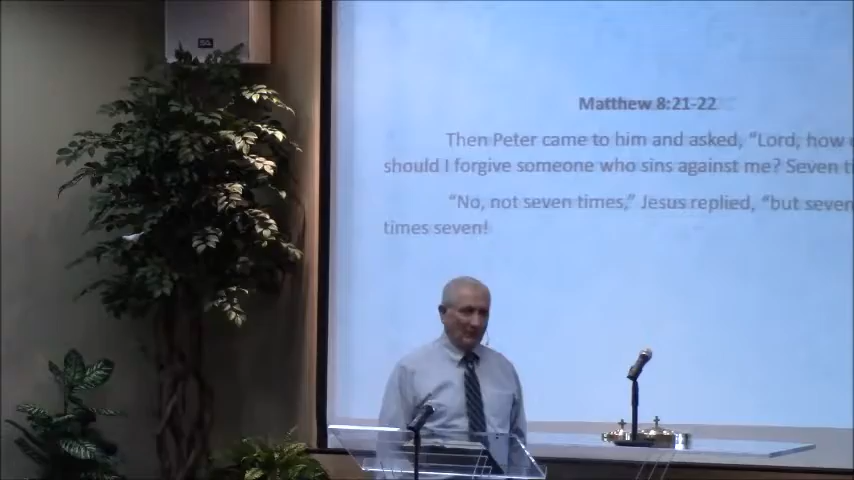 Matthew 8:21-22
Then Peter came to him and asked, "Lord, how
should I forgive someone who sins against me? Seven
"No, not seven times," Jesus replied, "but seven
times seven!